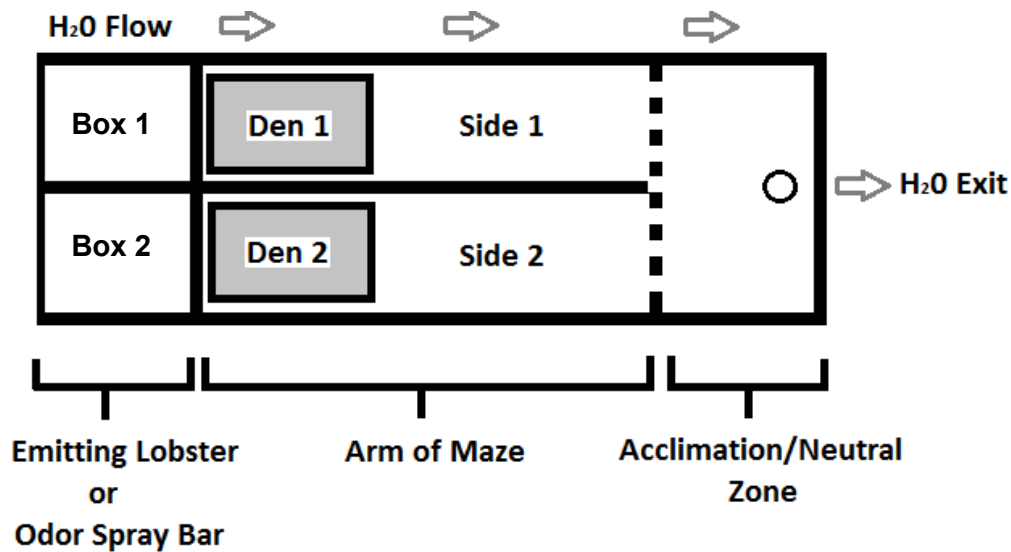 H20 Flow
Box 1
Den 1
Side 1
H20 Exit
Box 2
Den 2
Side 2
Emitting Lobster
or
Odor Spray Bar
Arm of Maze
Acclimation/Neutral
Zone